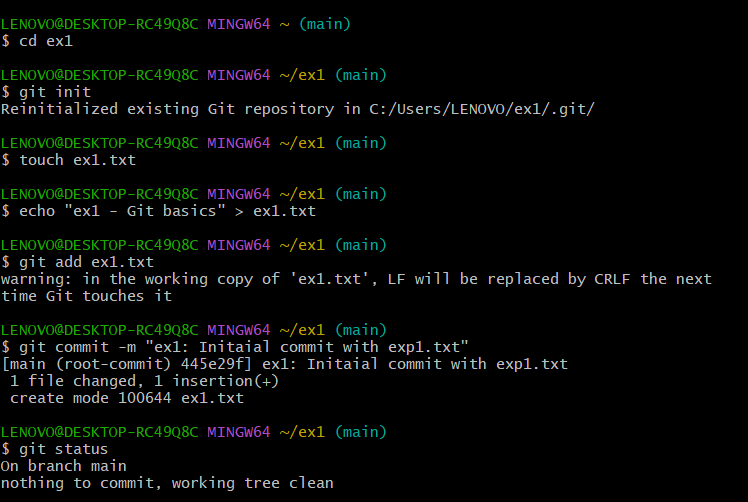 LENOVO@DESKTOP-RC49Q8C MINGW64 ~ (main)
$ cd ex1
LENOVO@DESKTOP-RC49Q8C MINGW64 ~/ex1 (main)
$ git init
Reinitialized existing Git repository in C:/Users/LENOVO/ex1/.git/
LENOVO@DESKTOP-RC49Q8C MINGW64 ~/ex1 (main)
$ touch ex1.txt
LENOVO@DESKTOP-RC49Q8C MINGW64 ~/ex1 (main)
$ echo "ex1 - Git basics" > ex1.txt
LENOVO@DESKTOP-RC49Q8C MINGW64 ~/ex1 (main)
$ git add ex1.txt
warning: in the working copy of 'ex1.txt', LF will be replaced by CRLF the next
time Git touches it
LENOVO@DESKTOP-RC49Q8C MINGW64 ~/ex1 (main)
$ git commit -m "ex1: Initaial commit with exp1.txt"
[main (root-commit) 445e29f] ex1: Initaial commit with exp1.txt
 1 file changed, 1 insertion(+)
 create mode 100644 ex1.txt
LENOVO@DESKTOP-RC49Q8C MINGW64 ~/ex1 (main)
$ git status
On branch main
nothing to commit, working tree clean